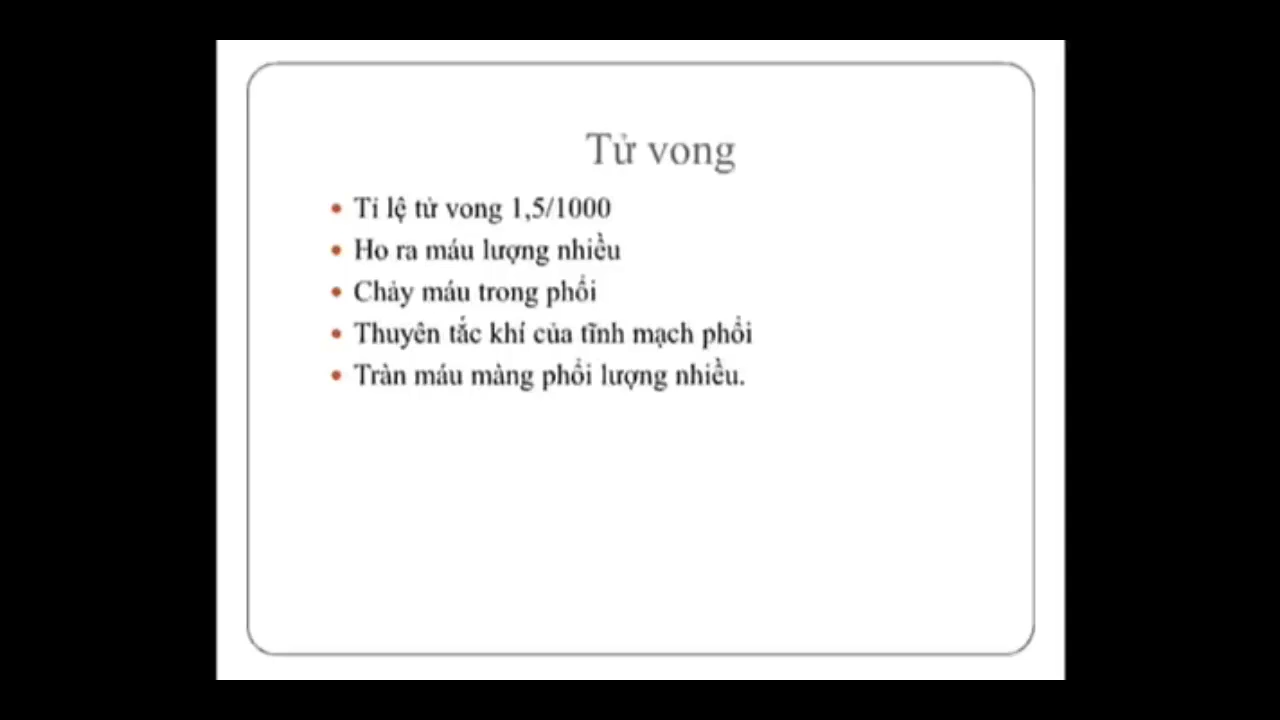 Tử vong
• Tỉ lệ tử vong 1,5/1000
• Ho ra máu lượng nhiều
• Chảy máu trong phổi
• Thuyên tắc khí của tĩnh mạch phổi
• Tràn máu màng phổi lượng nhiều.